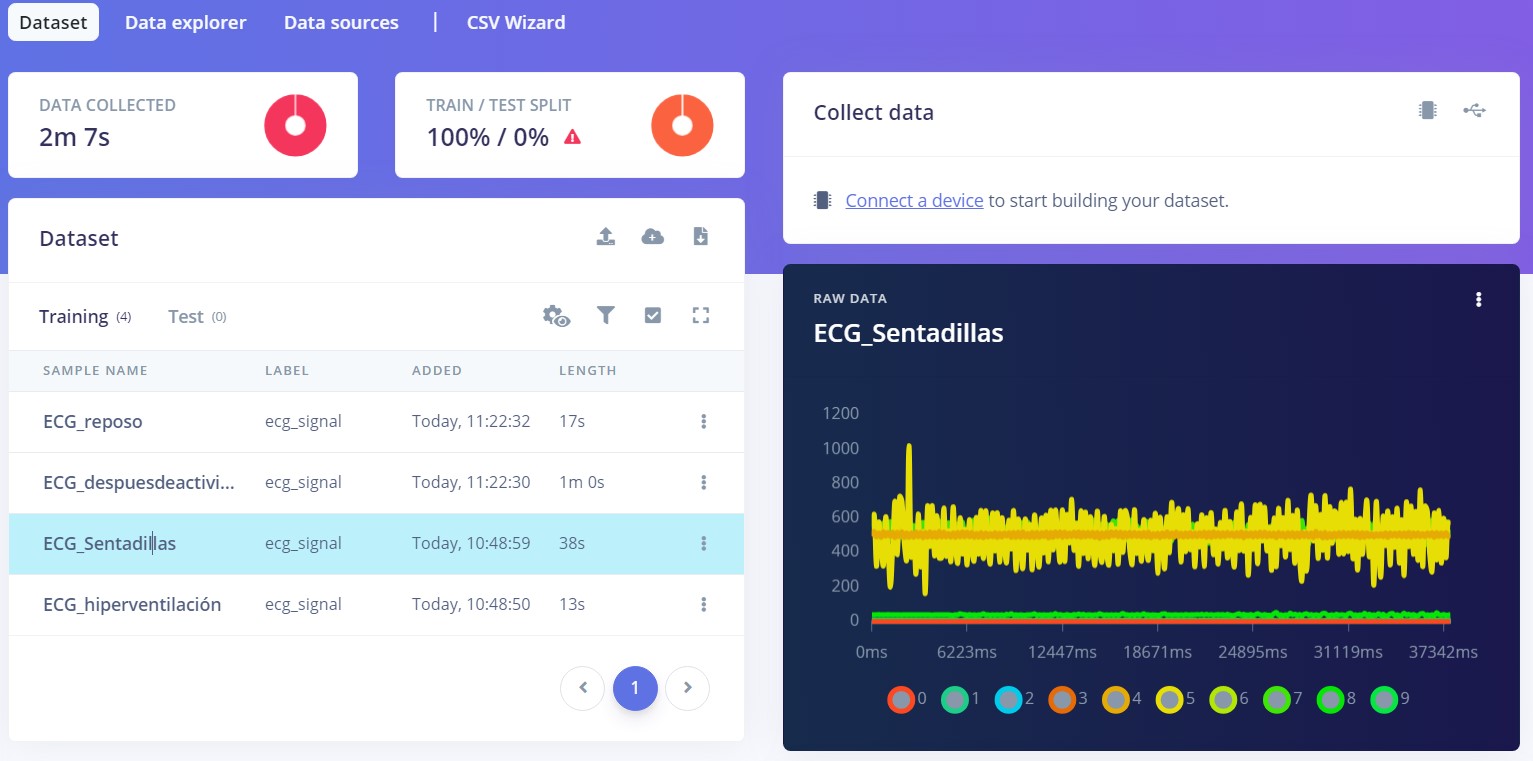 Dataset Data explorer Data sources | CSV Wizard
DATA COLLECTED
2m 7s
TRAIN / TEST SPLIT
100% / 0%
Collect data
Connect a device to start building your dataset.
Dataset
Training (4) Test (0)
SAMPLE NAME LABEL ADDED LENGTH
ECG_reposo ecg_signal Today, 11:22:32 17s
ECG_despuesdeactivi... ecg_signal Today, 11:22:30 1m 0s
ECG_Sentadillas ecg_signal Today, 10:48:59 38s
ECG_hiperventilación ecg_signal Today, 10:48:50 13s
1
RAW DATA
ECG_Sentadillas
1200
1000
800
600
400
200
0
0ms 6223ms 12447ms 18671ms 24895ms 31119ms 37342ms
0 1 2 3 4 5 6 7 8 9